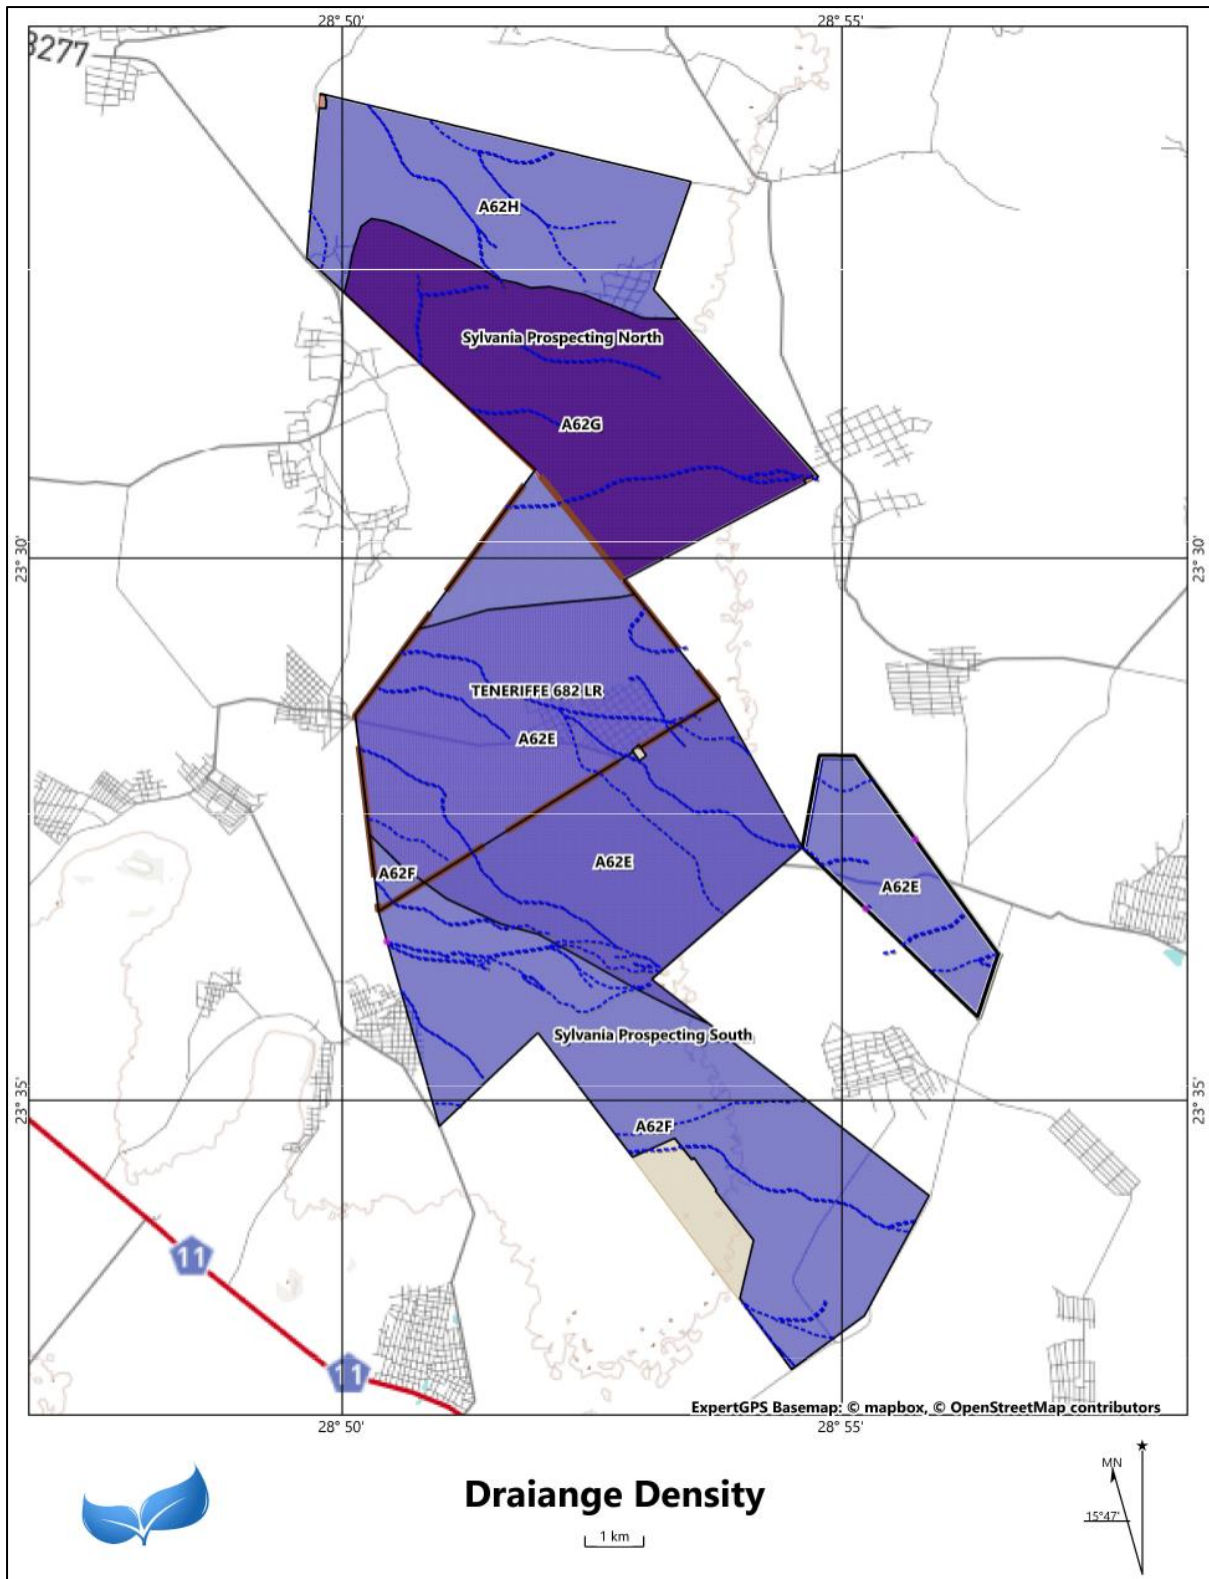 28° 50'
28° 55'
3277
A62H
Sylvania Prospecting North
A62G
23° 30'
23° 30'
TENERIFFE 682 LR
A62E
A62E
A62F
A62E
Sylvania Prospecting South
23° 35'
23° 35'
A62F
11
11
ExpertGPS Basemap: © mapbox, © OpenStreetMap contributors
28° 50'
28° 55'
Draiange Density
1 km
MN
15°47'